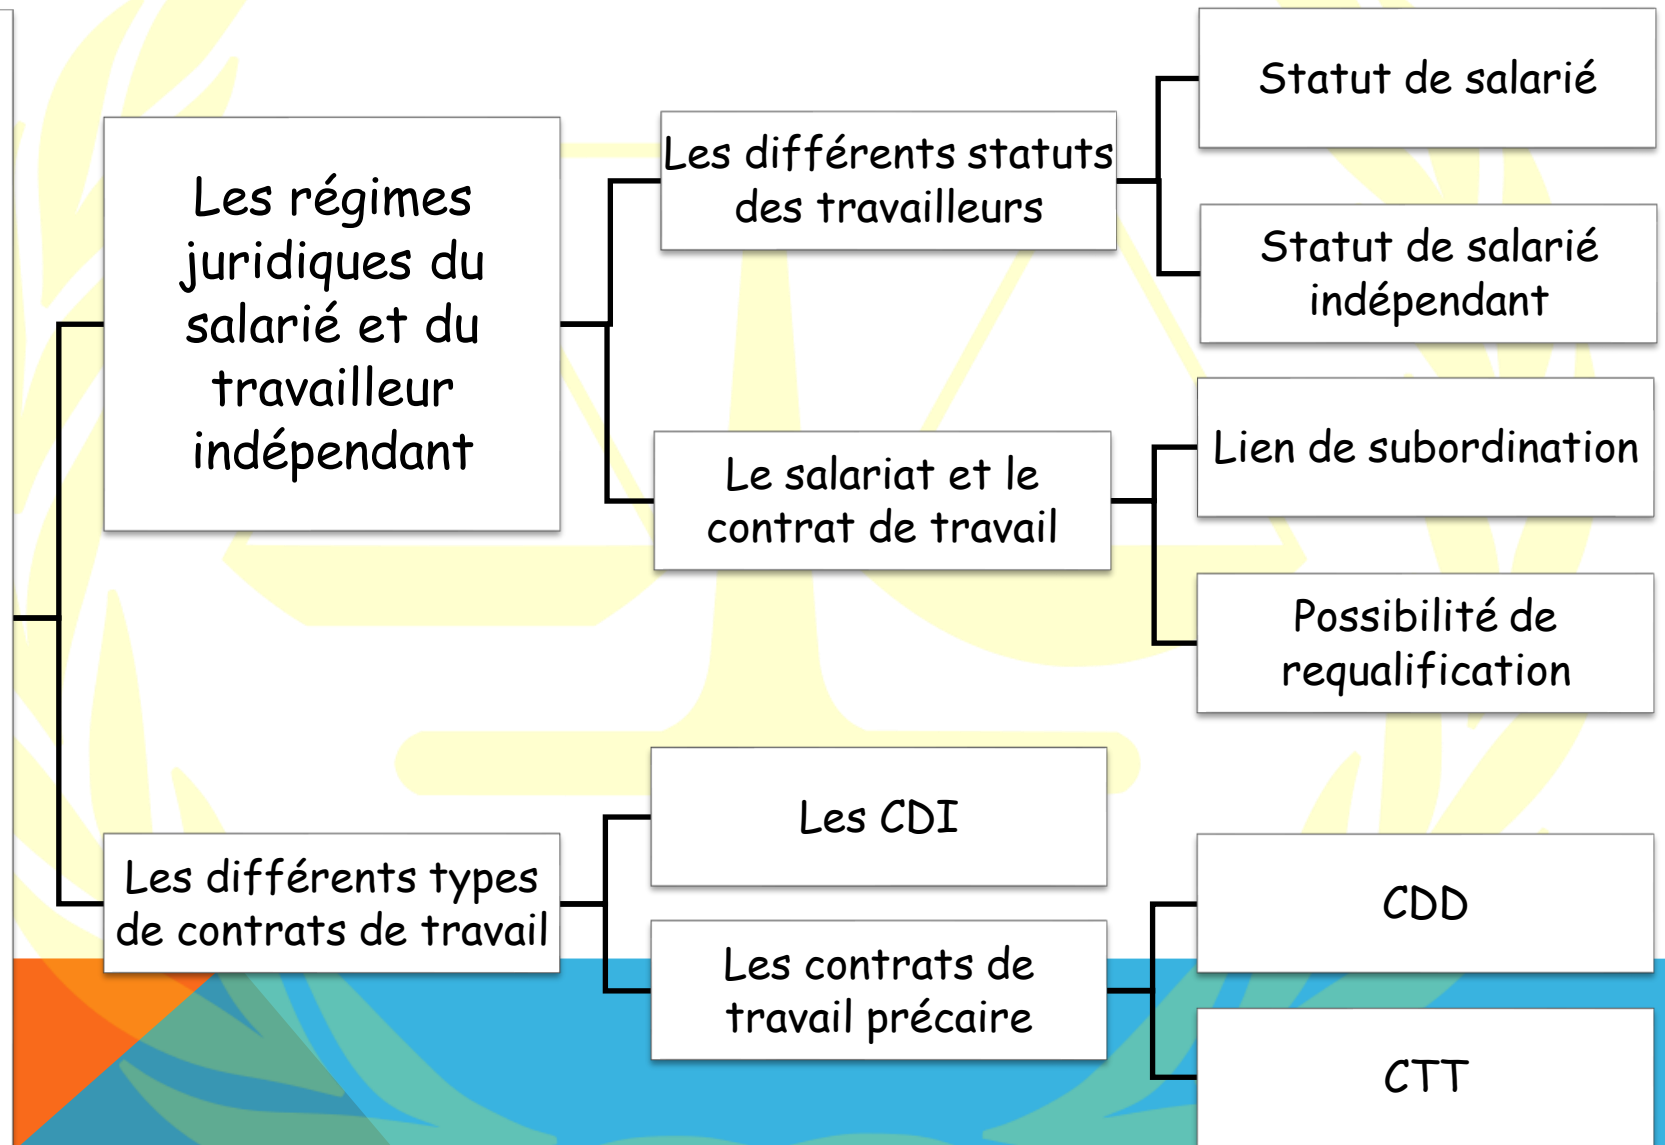 Les régimes
juridiques du
salarié et du
travailleur
indépendant
Les différents statuts
des travailleurs
Statut de salarié
Statut de salarié
indépendant
Le salariat et le
contrat de travail
Lien de subordination
Possibilité de
requalification
Les différents types
de contrats de travail
Les CDI
Les contrats de
travail précaire
CDD
CTT